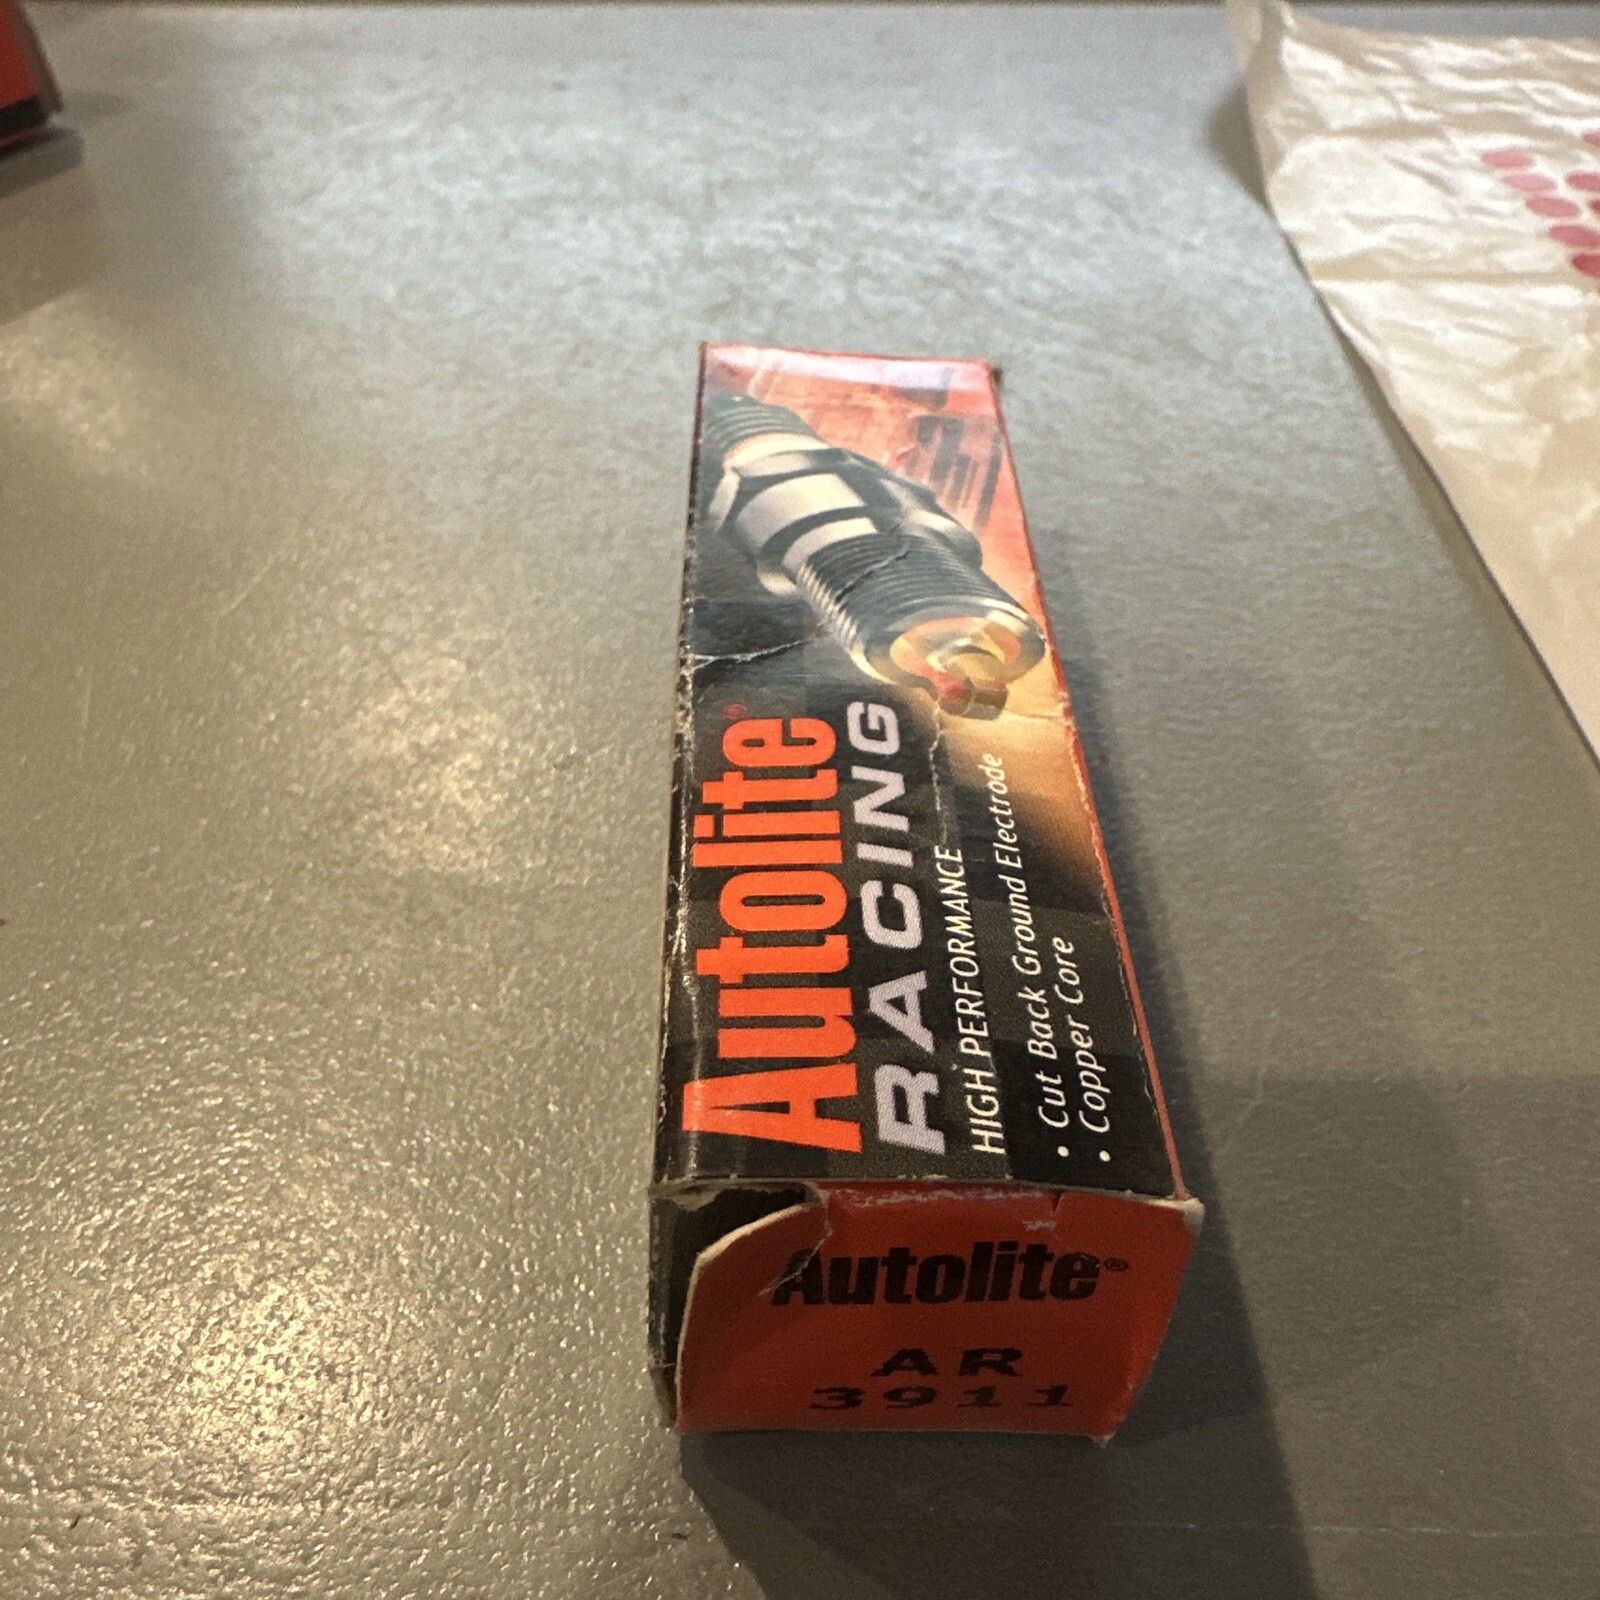 Autolite®
RACING
HIGH PERFORMANCE
• Cut Back Ground Electrode
• Copper Core
Autolite®
AR
3911